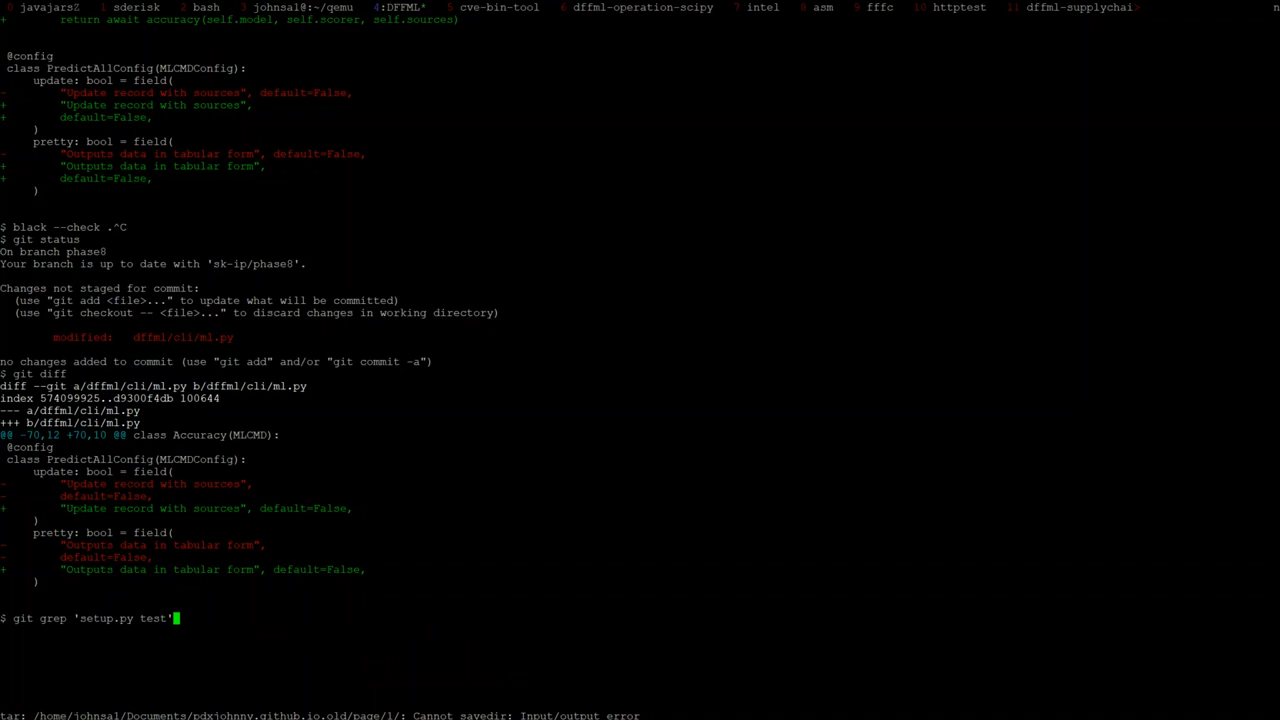 0 javajarsZ  1 sderisk  2 bash  3 johnsal@:~/qemu  4:DFFML*  5 cve-bin-tool  6 dffml-operation-scipy  7 intel  8 asm  9 fffc  10 httptest  11 dffml-supplychai>  n
+        return await accuracy(self.model, self.scorer, self.sources)
 @config
 class PredictAllConfig(MLCMDConfig):
     update: bool = field(
-        "Update record with sources", default=False,
+        "Update record with sources",
+        default=False,
     )
     pretty: bool = field(
-        "Outputs data in tabular form", default=False,
+        "Outputs data in tabular form",
+        default=False,
     )
$ black --check .^C
$ git status
On branch phase8
Your branch is up to date with 'sk-ip/phase8'.
Changes not staged for commit:
  (use "git add <file>..." to update what will be committed)
  (use "git checkout -- <file>..." to discard changes in working directory)
        modified:   dffml/cli/ml.py
no changes added to commit (use "git add" and/or "git commit -a")
$ git diff
diff --git a/dffml/cli/ml.py b/dffml/cli/ml.py
index 574099925..d9300f4db 100644
--- a/dffml/cli/ml.py
+++ b/dffml/cli/ml.py
@@ -70,12 +70,10 @@ class Accuracy(MLCMD):
 @config
 class PredictAllConfig(MLCMDConfig):
     update: bool = field(
-        "Update record with sources",
-        default=False,
+        "Update record with sources", default=False,
     )
     pretty: bool = field(
-        "Outputs data in tabular form",
-        default=False,
+        "Outputs data in tabular form", default=False,
     )
$ git grep 'setup.py test'
tar: /home/johnsal/Documents/pdxjohnny.github.io.old/page/1/: Cannot savedir: Input/output error